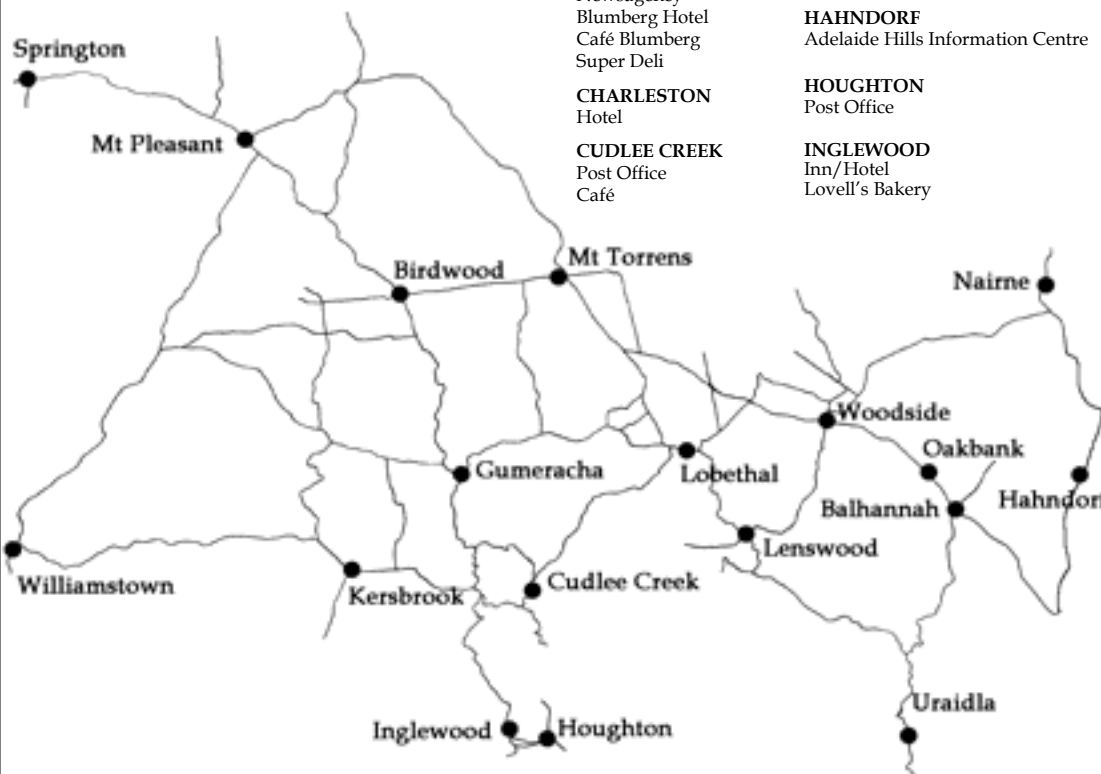 Blumberg Hotel
Café Blumberg
Super Deli
CHARLESTON
Hotel
CUDLEE CREEK
Post Office
Café
HAHNDORF
Adelaide Hills Information Centre
HOUGHTON
Post Office
INGLEWOOD
Inn/Hotel
Lovell's Bakery
Springton
Mt Pleasant
Birdwood
Mt Torrens
Nairne
Woodside
Oakbank
Gumeracha
Lobethal
Balhannah
Hahndorf
Lenswood
Williamstown
Kersbrook
Cudlee Creek
Uraidla
Inglewood
Houghton